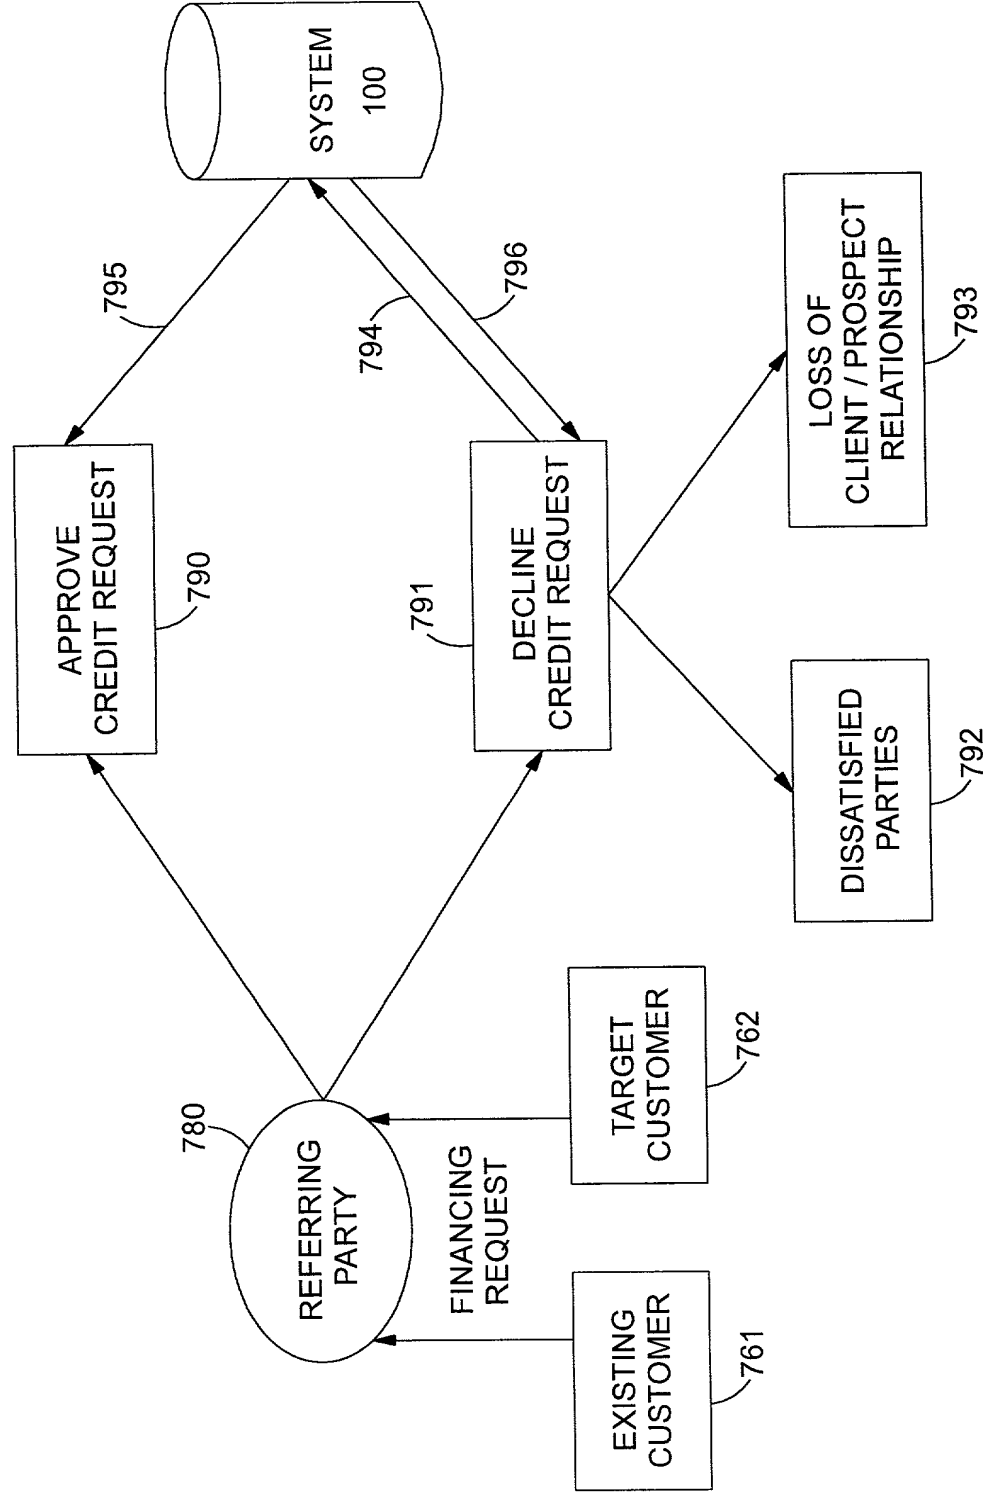 APPROVE
CREDIT REQUEST
790
795
SYSTEM
100
780
REFERRING
PARTY
794
796
791
DECLINE
CREDIT REQUEST
FINANCING
REQUEST
EXISTING
CUSTOMER
761
TARGET
CUSTOMER
762
DISSATISFIED
PARTIES
792
LOSS OF
CLIENT / PROSPECT
RELATIONSHIP
793